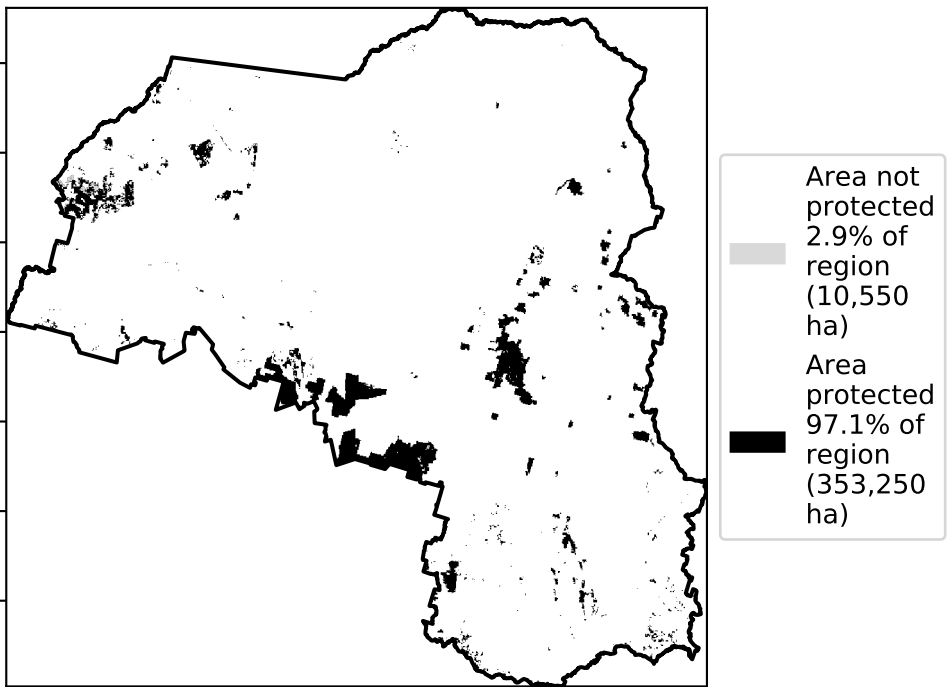 Area not
protected
2.9% of
region
(10,550
ha)
Area
protected
97.1% of
region
(353,250
ha)